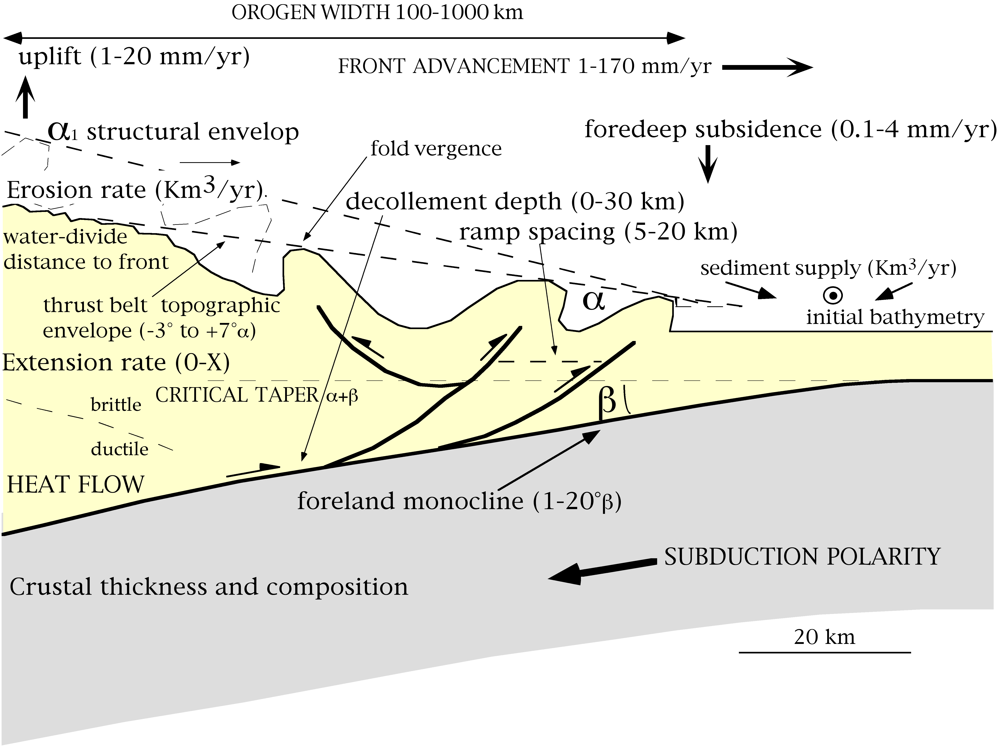 OROGEN WIDTH 100-1000 km
uplift (1-20 mm/yr)
FRONT ADVANCEMENT 1-170 mm/yr
α1 structural envelop
foredeep subsidence (0.1-4 mm/yr)
fold vergence
Erosion rate (Km³/yr)
decollement depth (0-30 km)
ramp spacing (5-20 km)
water-divide
distance to front
sediment supply (Km³/yr)
thrust belt topographic
envelope (-3° to +7°α)
α
initial bathymetry
Extension rate (0-X)
CRITICAL TAPER α+β
β
brittle
ductile
HEAT FLOW
foreland monocline (1-20°β)
SUBDUCTION POLARITY
Crustal thickness and composition
20 km